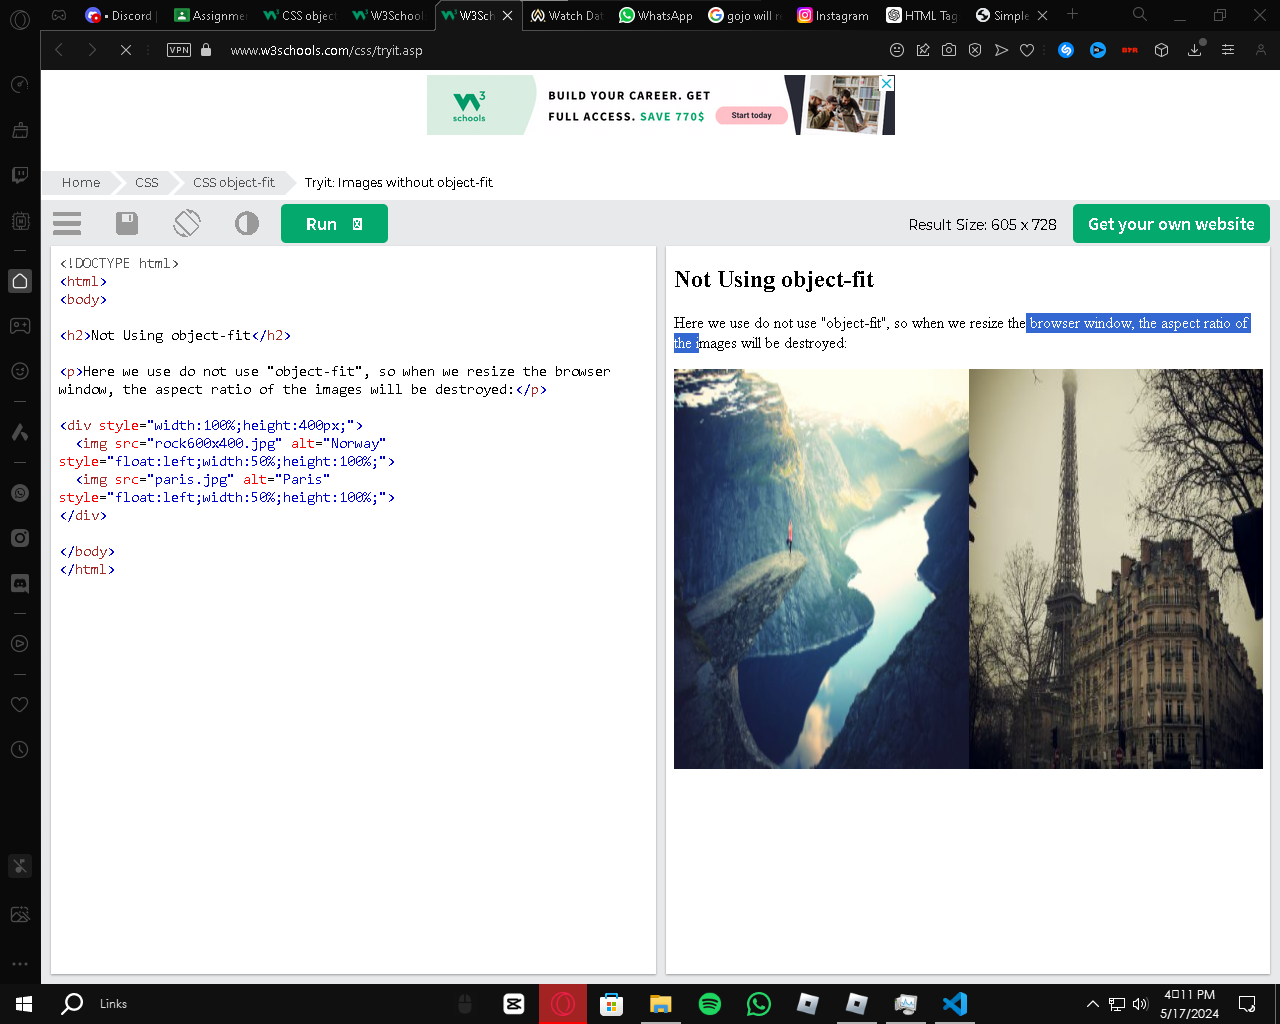 Discord |
Assignme
CSS object
W3School
W3Sch
Watch Dat
WhatsApp
gojo will re
Instagram
HTML Tag
Simple
VPN
www.w3schools.com/css/tryit.asp
W3
schools
BUILD YOUR CAREER. GET
FULL ACCESS. SAVE 770$
Start today
Home
CSS
CSS object-fit
Tryit: Images without object-fit
Run
Result Size: 605 x 728
Get your own website
<!DOCTYPE html>
<html>
<body>
<h2>Not Using object-fit</h2>
<p>Here we use do not use "object-fit", so when we resize the browser
window, the aspect ratio of the images will be destroyed:</p>
<div style="width:100%;height:400px;">
<img src="rock600x400.jpg" alt="Norway"
style="float:left;width:50%;height:100%;">
<img src="paris.jpg" alt="Paris"
style="float:left;width:50%;height:100%;">
</div>
</body>
</html>
Not Using object-fit
Here we use do not use "object-fit", so when we resize the browser window, the aspect ratio of
the images will be destroyed:
Links
4:11 PM
5/17/2024